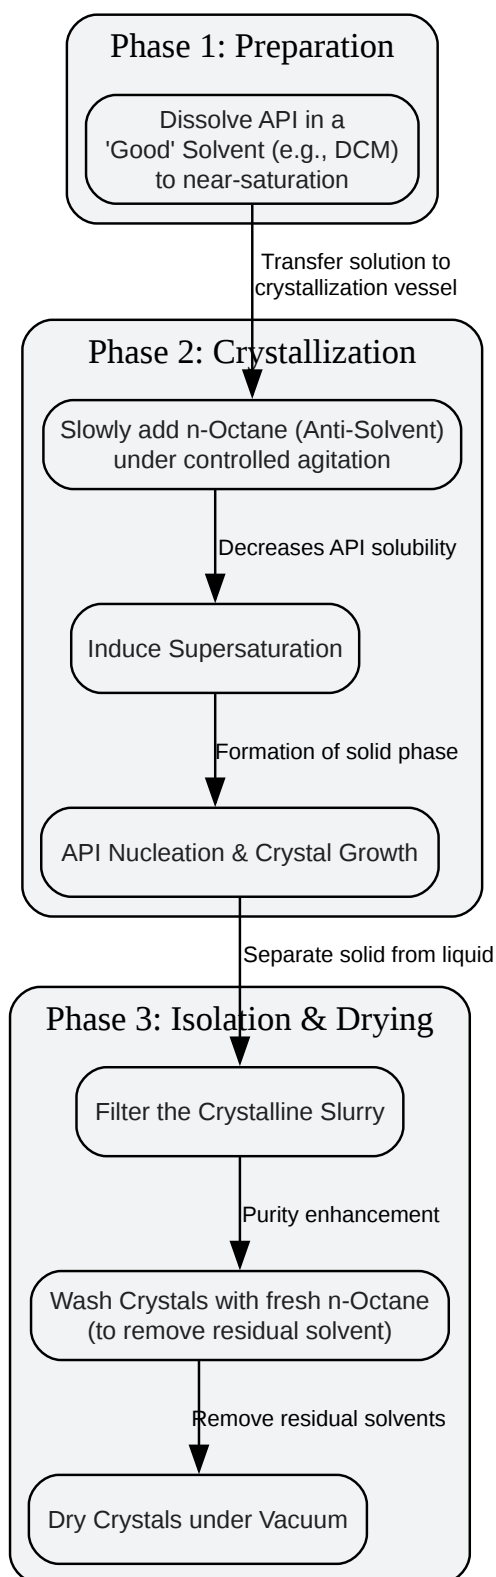 Phase 1: Preparation
Dissolve API in a
'Good' Solvent (e.g., DCM)
to near-saturation
Transfer solution to
crystallization vessel
Phase 2: Crystallization
Slowly add n-Octane (Anti-Solvent)
under controlled agitation
Decreases API solubility
Induce Supersaturation
Formation of solid phase
API Nucleation & Crystal Growth
Separate solid from liquid
Phase 3: Isolation & Drying
Filter the Crystalline Slurry
Purity enhancement
Wash Crystals with fresh n-Octane
(to remove residual solvent)
Remove residual solvents
Dry Crystals under Vacuum